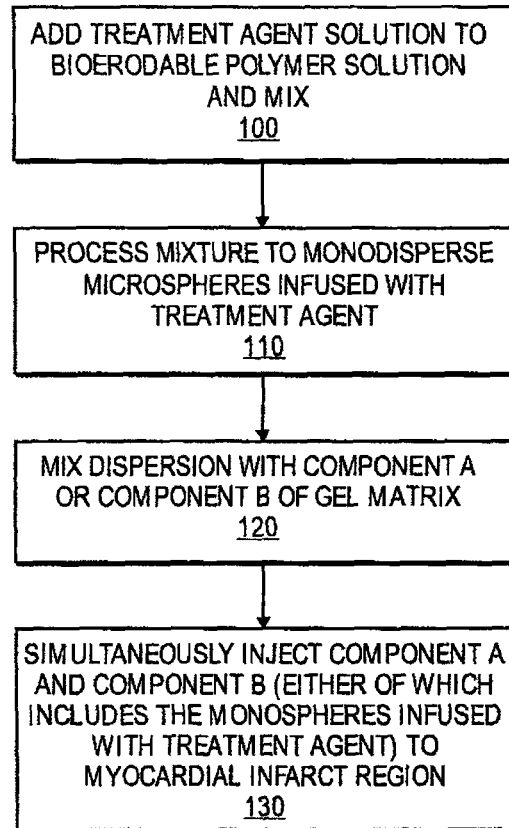 ADD TREATMENT AGENT SOLUTION TO
BIOERODABLE POLYMER SOLUTION
AND MIX
100
PROCESS MIXTURE TO MONODISPERSE
MICROSPHERES INFUSED WITH
TREATMENT AGENT
110
MIX DISPERSION WITH COMPONENT A
OR COMPONENT B OF GEL MATRIX
120
SIMULTANEOUSLY INJECT COMPONENT A
AND COMPONENT B (EITHER OF WHICH
INCLUDES THE MONOSPHERES INFUSED
WITH TREATMENT AGENT) TO
MYOCARDIAL INFARCT REGION
130